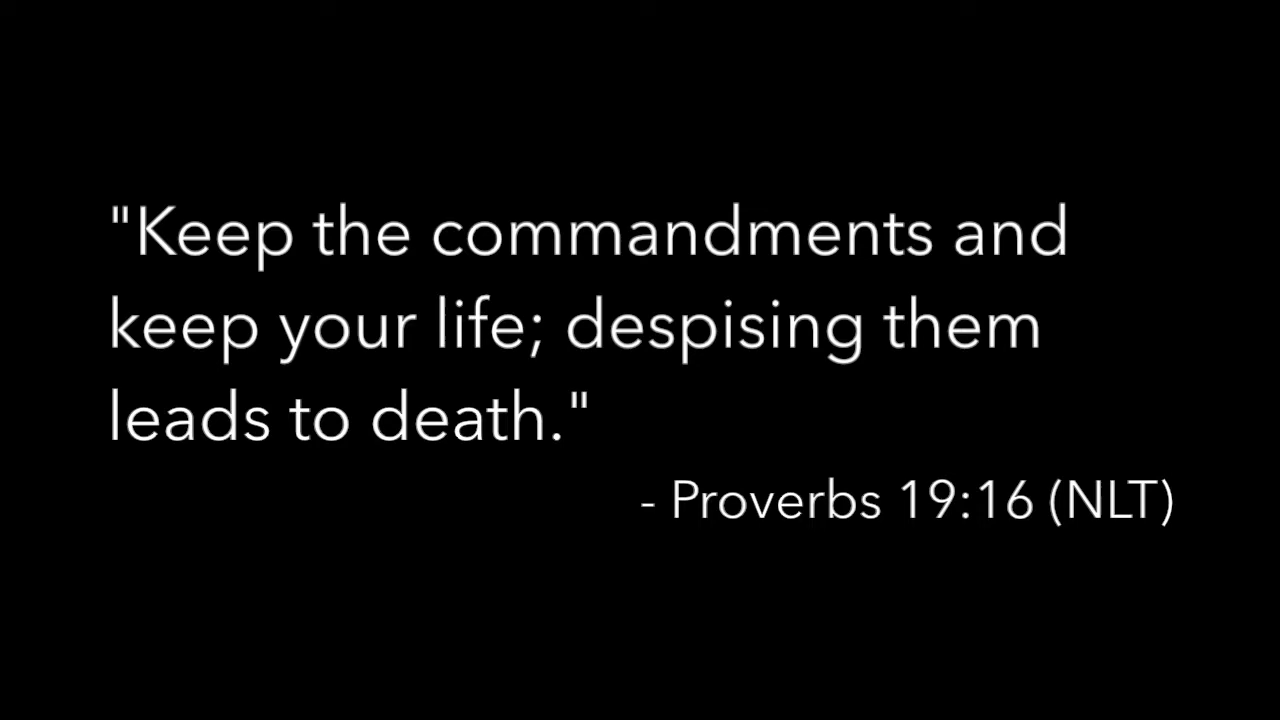 "Keep the commandments and
keep your life; despising them
leads to death."
- Proverbs 19:16 (NLT)